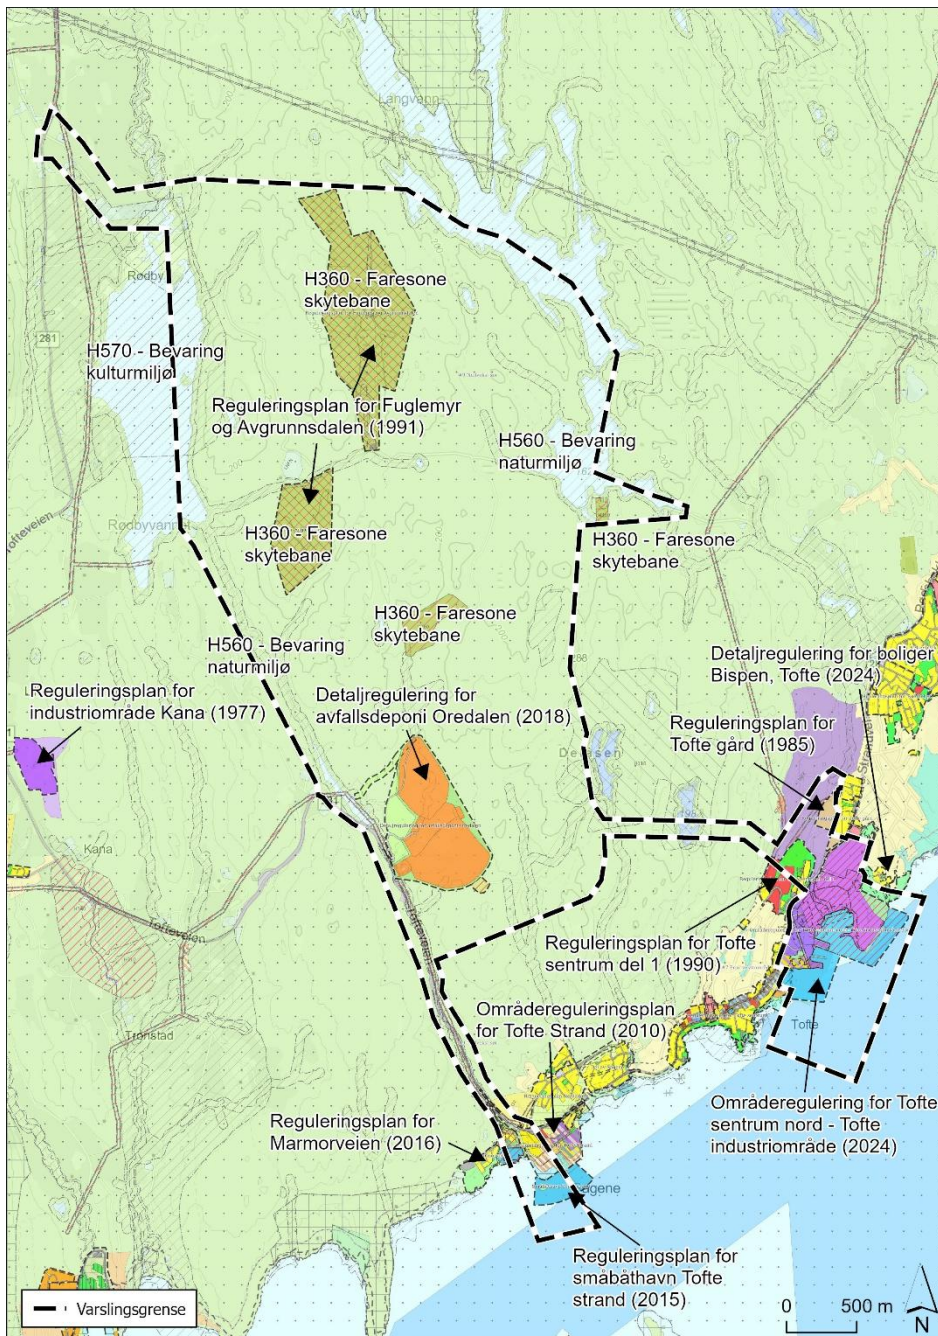 Langvann
Rødby
H360 - Faresone
skytebane
281
H570 - Bevaring
kulturmiljø
Reguleringsplan for Fuglemyr
og Avgrunnsdalen (1991)
H560 - Bevaring
naturmiljø
Rødbyvannet
Tofteveien
H360 - Faresone
skytebane
H360 - Faresone
skytebane
H360 - Faresone
skytebane
H560 - Bevaring
naturmiljø
Detaljregulering for boliger
Bispen, Tofte (2024)
Reguleringsplan for
industriområde Kana (1977)
Detaljregulering for
avfallsdeponi Oredalen (2018)
Reguleringsplan for
Tofte gård (1985)
Kana
Tofteveien
Tofteveien
Reguleringsplan for Tofte
sentrum del 1 (1990)
Områdereguleringsplan
for Tofte Strand (2010)
Tofte
Tronstad
Reguleringsplan for
Marmorveien (2016)
Områderegulering for Tofte
sentrum nord - Tofte
industriområde (2024)
Reguleringsplan for
småbåthavn Tofte
strand (2015)
Varslingsgrense
0 500 m
N